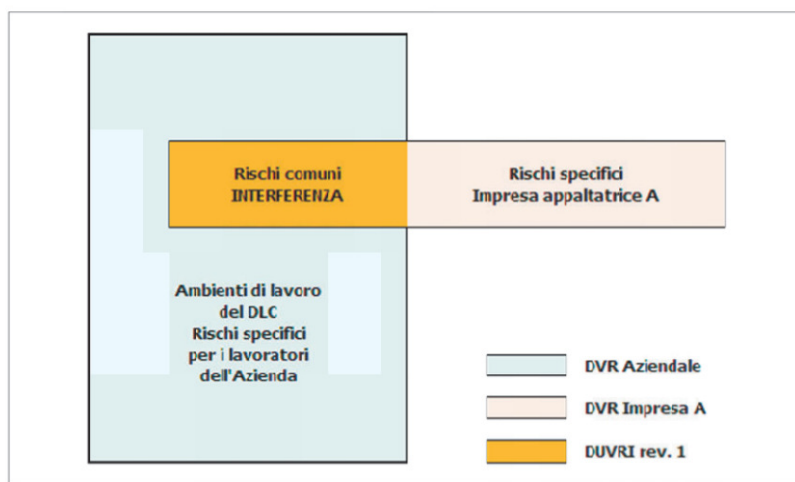 Rischi comuni
INTERFERENZA
Rischi specifici
Impresa appaltatrice A
Ambienti di lavoro
del DLC
Rischi specifici
per i lavoratori
dell'Azienda
DVR Aziendale
DVR Impresa A
DUVRI rev. 1